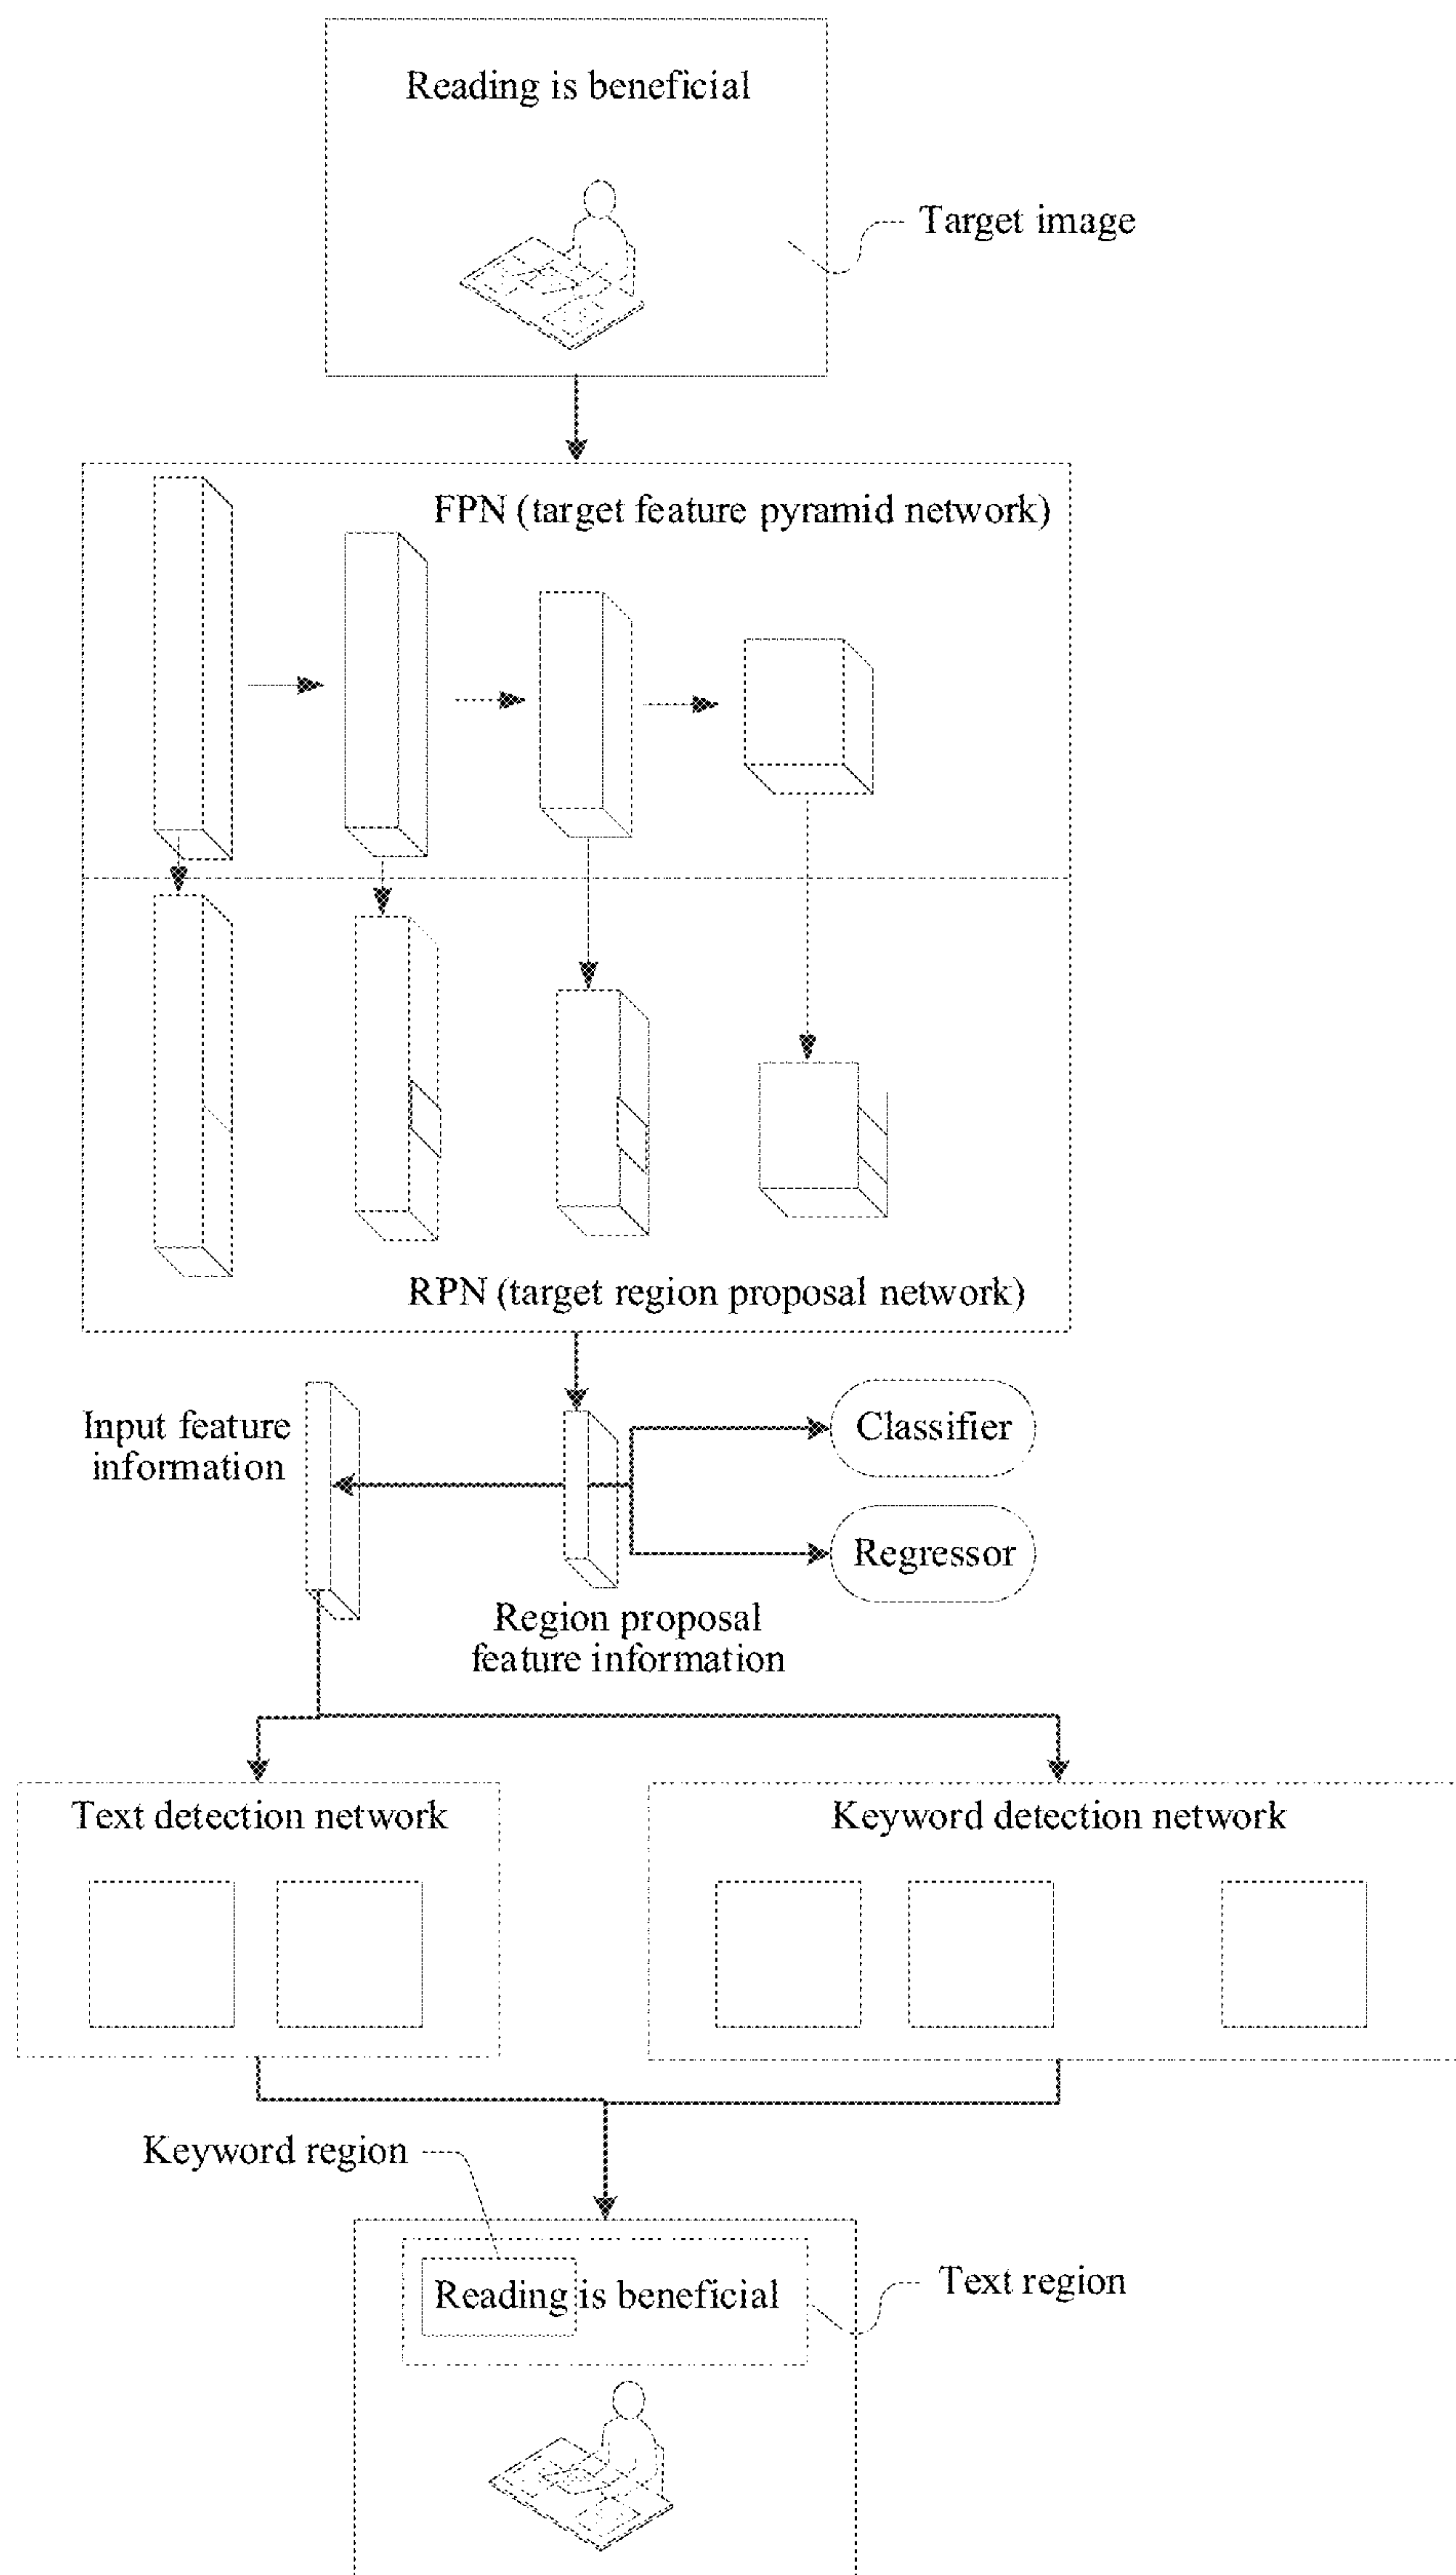 Reading is beneficial
Target image
FPN (target feature pyramid network)
RPN (target region proposal network)
Input feature
information
Classifier
Regressor
Region proposal
feature information
Text detection network
Keyword detection network
Keyword region
Reading is beneficial
Text region